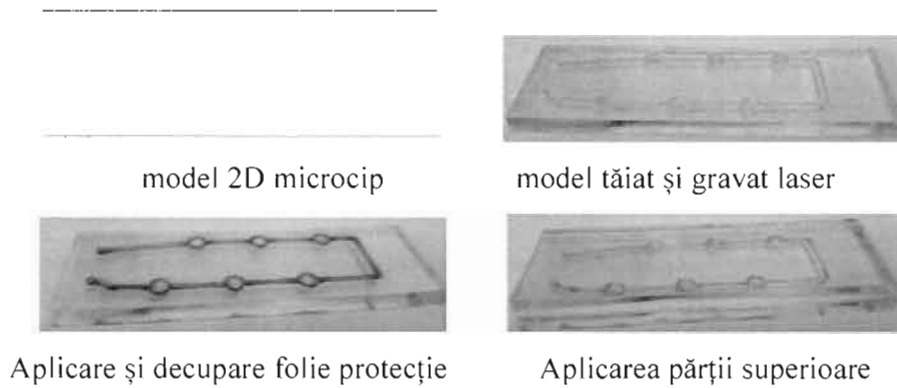 model 2D microcip
model tăiat și gravat laser
Aplicare și decupare folie protecție
Aplicarea părții superioare